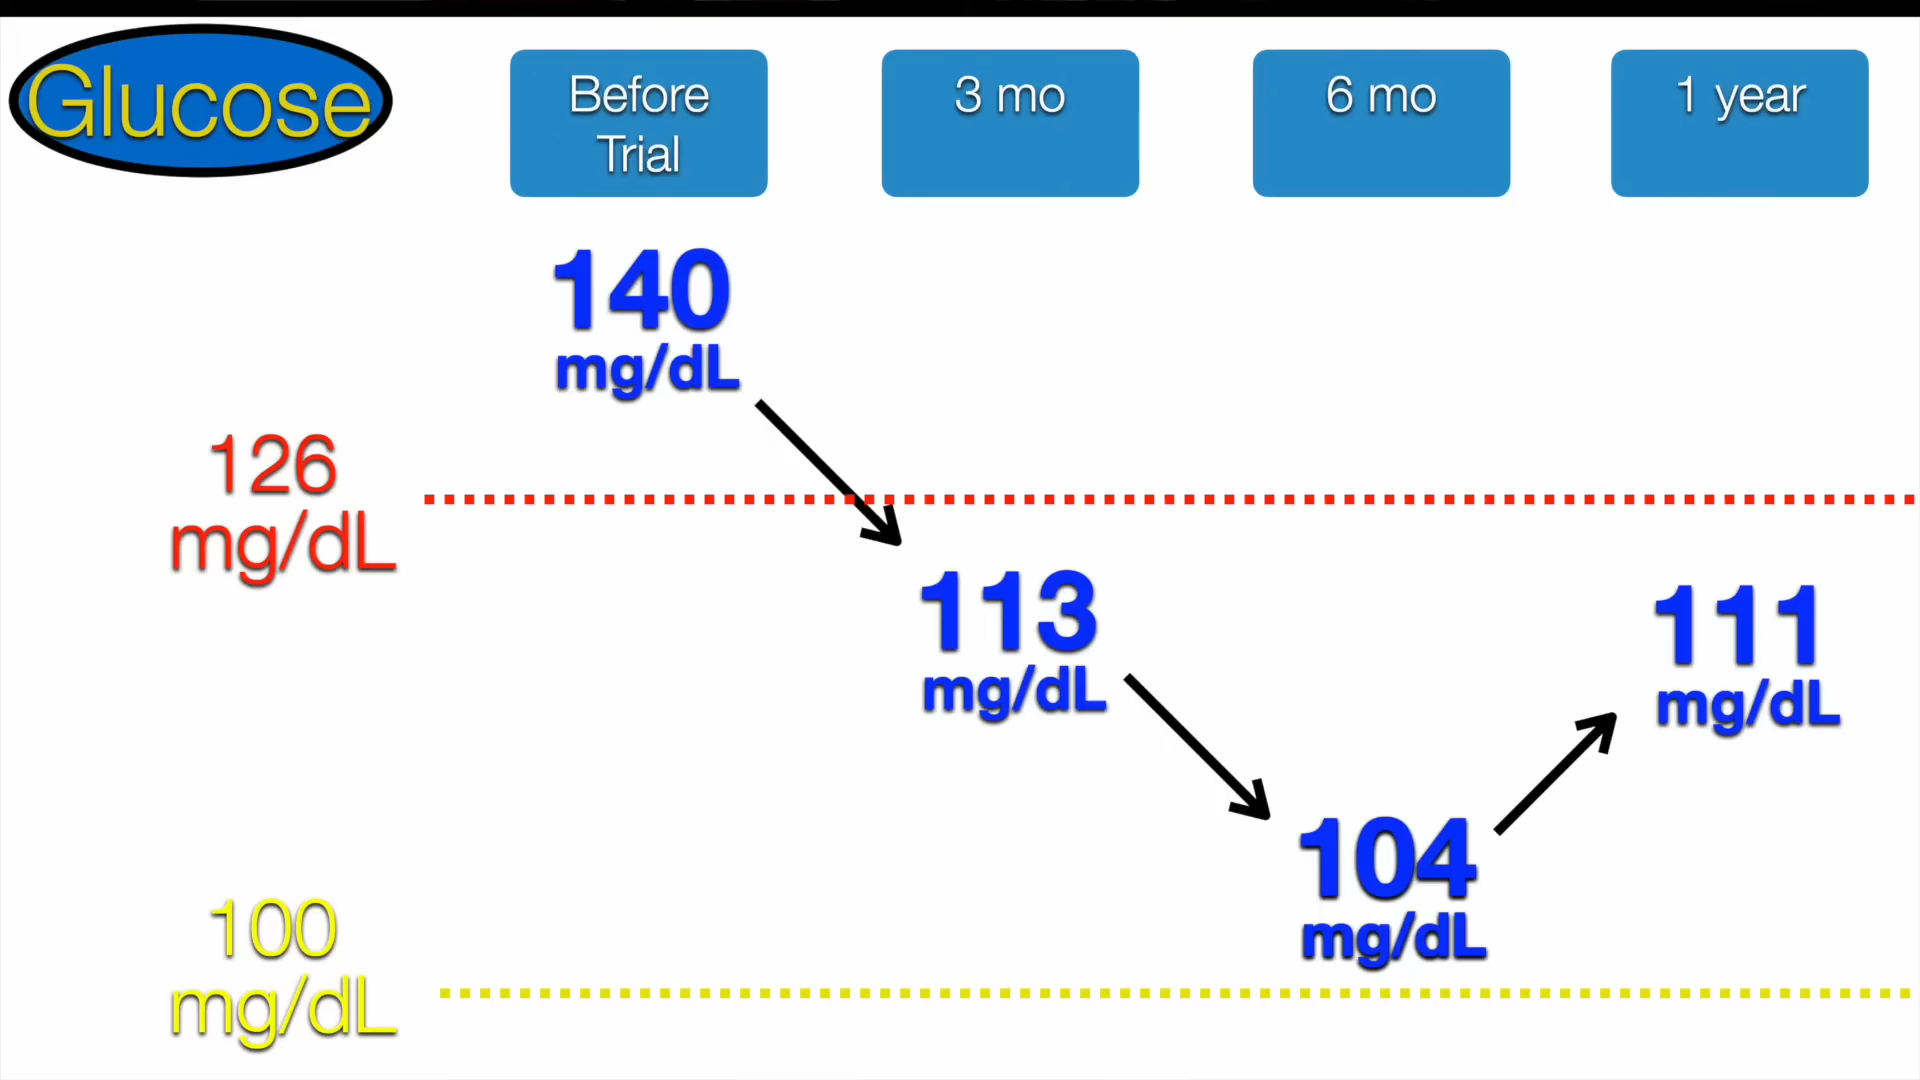 Glucose
Before
Trial
3 mo
6 mo
1 year
140
mg/dL
126
mg/dL
113
mg/dL
111
mg/dL
104
mg/dL
100
mg/dL